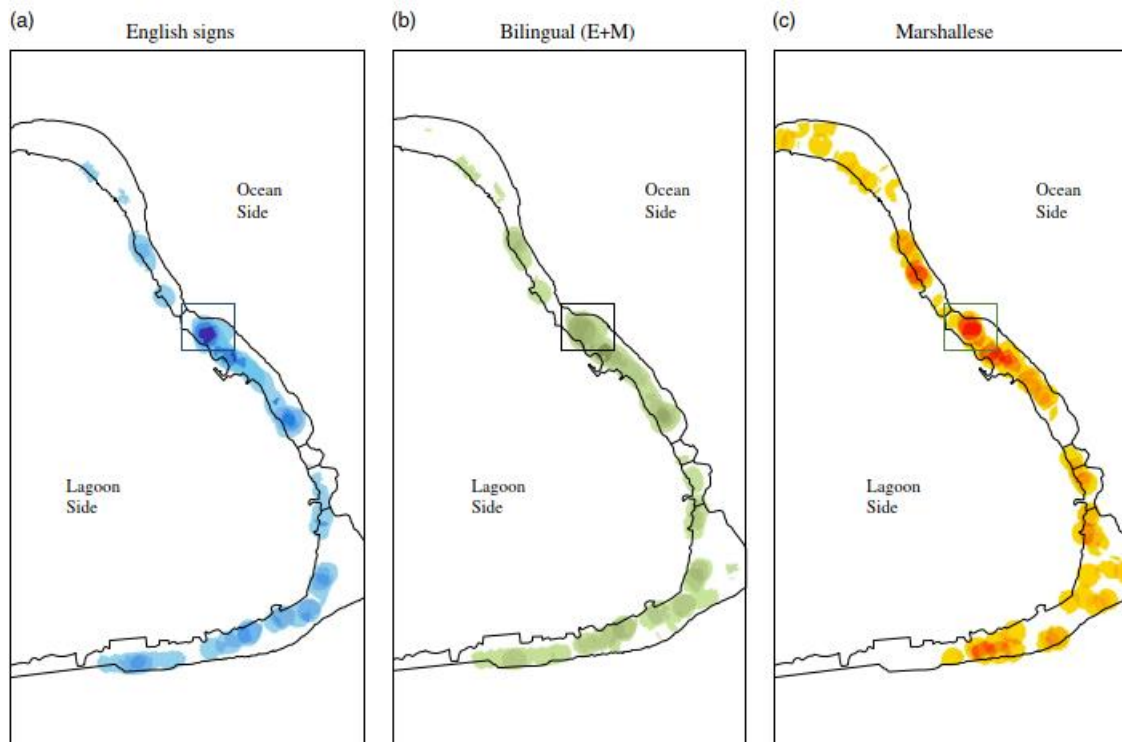 (a)
English signs
Ocean
Side
Lagoon
Side
(b)
Bilingual (E+M)
Ocean
Side
Lagoon
Side
(c)
Marshallese
Ocean
Side
Lagoon
Side